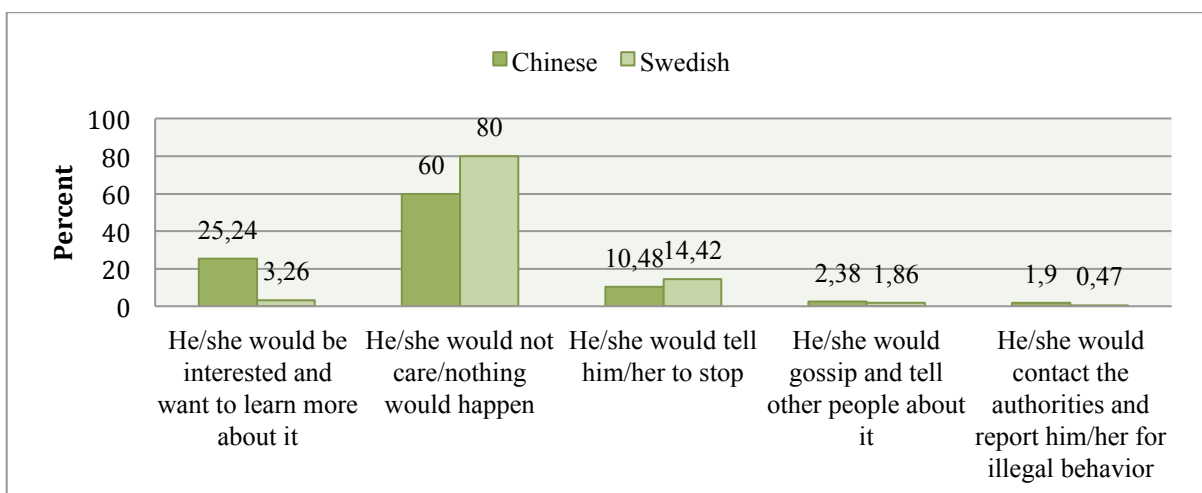 Chinese Swedish
Percent
100
80
60
40
20
0
25,24
3,26
60
80
10,48
14,42
2,38
1,86
1,9
0,47
He/she would be
interested and
want to learn more
about it
He/she would not
care/nothing
would happen
He/she would tell
him/her to stop
He/she would
gossip and tell
other people about
it
He/she would
contact the
authorities and
report him/her for
illegal behavior